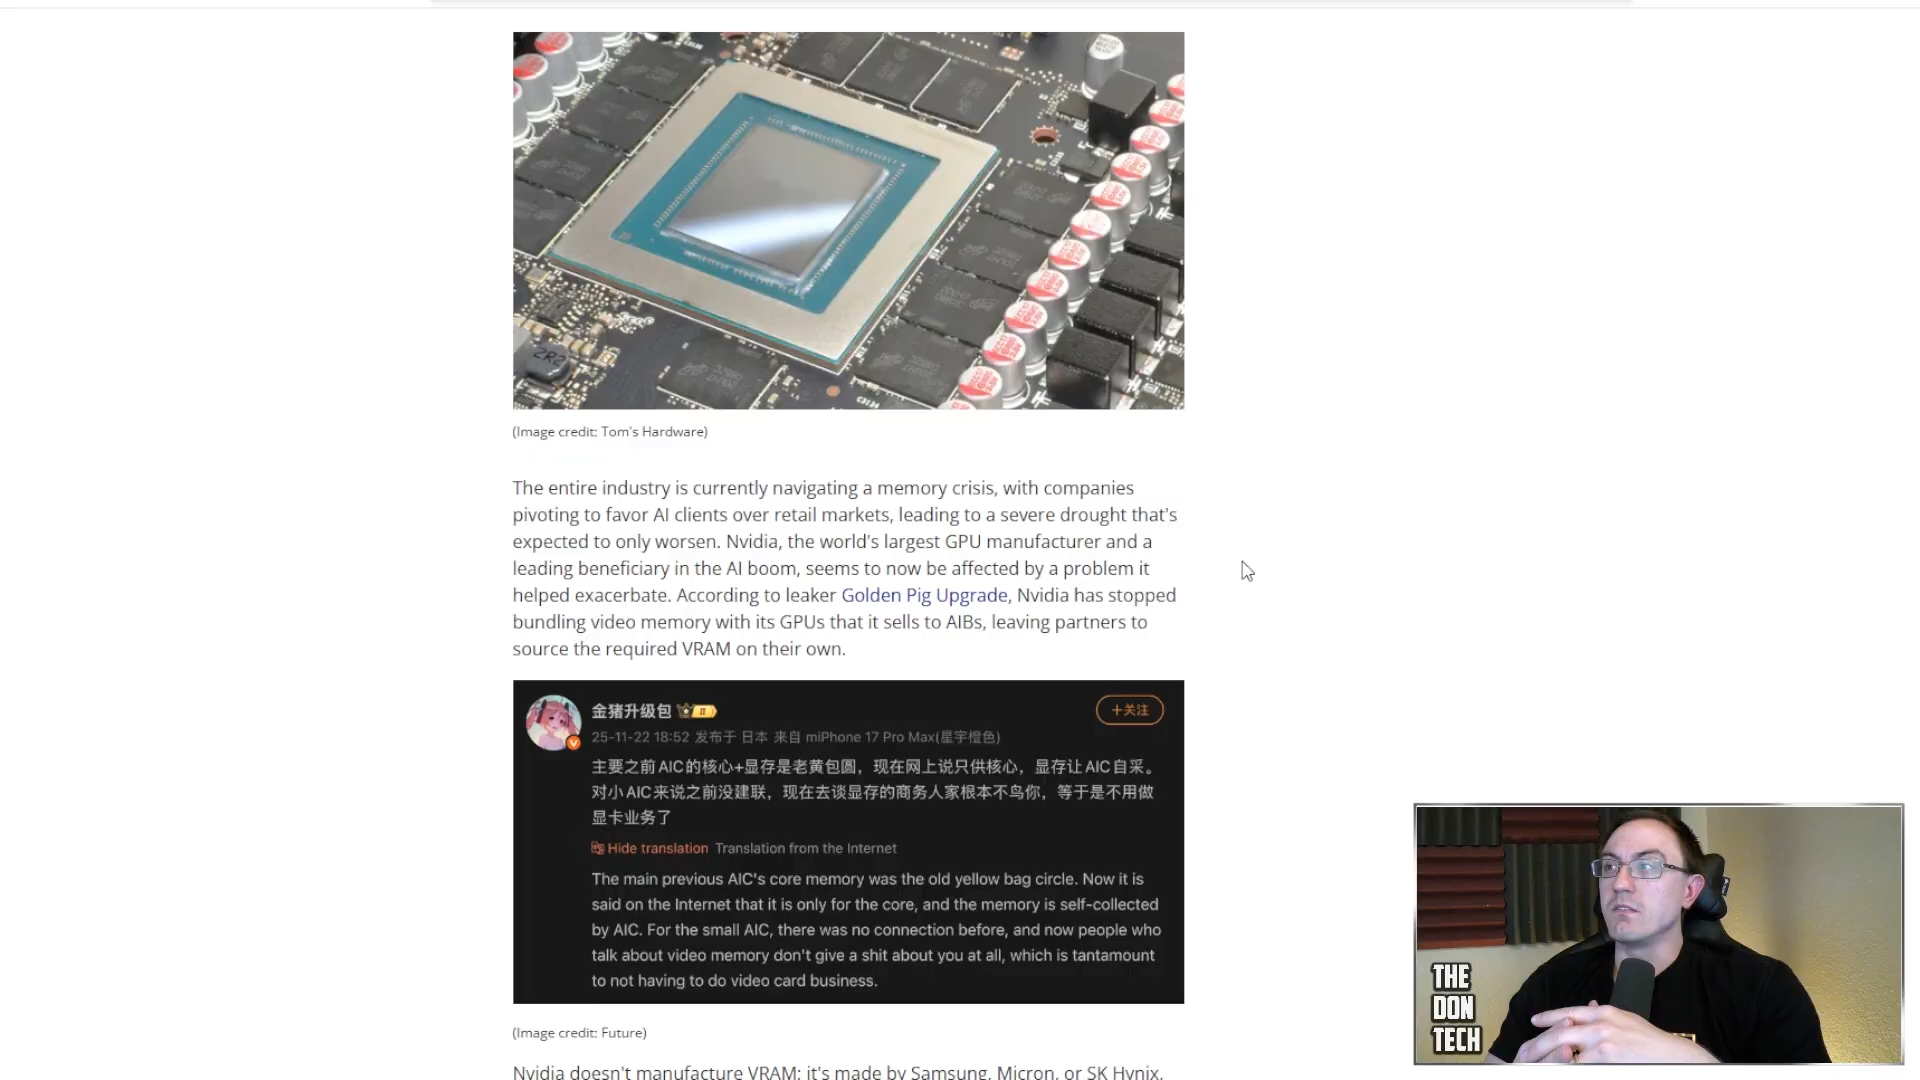 (Image credit: Tom's Hardware)
The entire industry is currently navigating a memory crisis, with companies
pivoting to favor AI clients over retail markets, leading to a severe drought that's
expected to only worsen. Nvidia, the world's largest GPU manufacturer and a
leading beneficiary in the AI boom, seems to now be affected by a problem it
helped exacerbate. According to leaker Golden Pig Upgrade, Nvidia has stopped
bundling video memory with its GPUs that it sells to AIBs, leaving partners to
source the required VRAM on their own.
金猪升级包 II
+关注
25-11-22 18:52 发布于 日本 来自 miPhone 17 Pro Max(星宇橙色)
主要之前AIC的核心+显存是老黄包圆，现在网上说只供核心，显存让AIC自采。
对小AIC来说之前没建联，现在去谈显存的商务人家根本不鸟你，等于是不用做
显卡业务了
Hide translation Translation from the Internet
The main previous AIC's core memory was the old yellow bag circle. Now it is
said on the Internet that it is only for the core, and the memory is self-collected
by AIC. For the small AIC, there was no connection before, and now people who
talk about video memory don't give a shit about you at all, which is tantamount
to not having to do video card business.
(Image credit: Future)
Nvidia doesn't manufacture VRAM; it's made by Samsung, Micron, or SK Hynix,
THE
DON
TECH
2R2